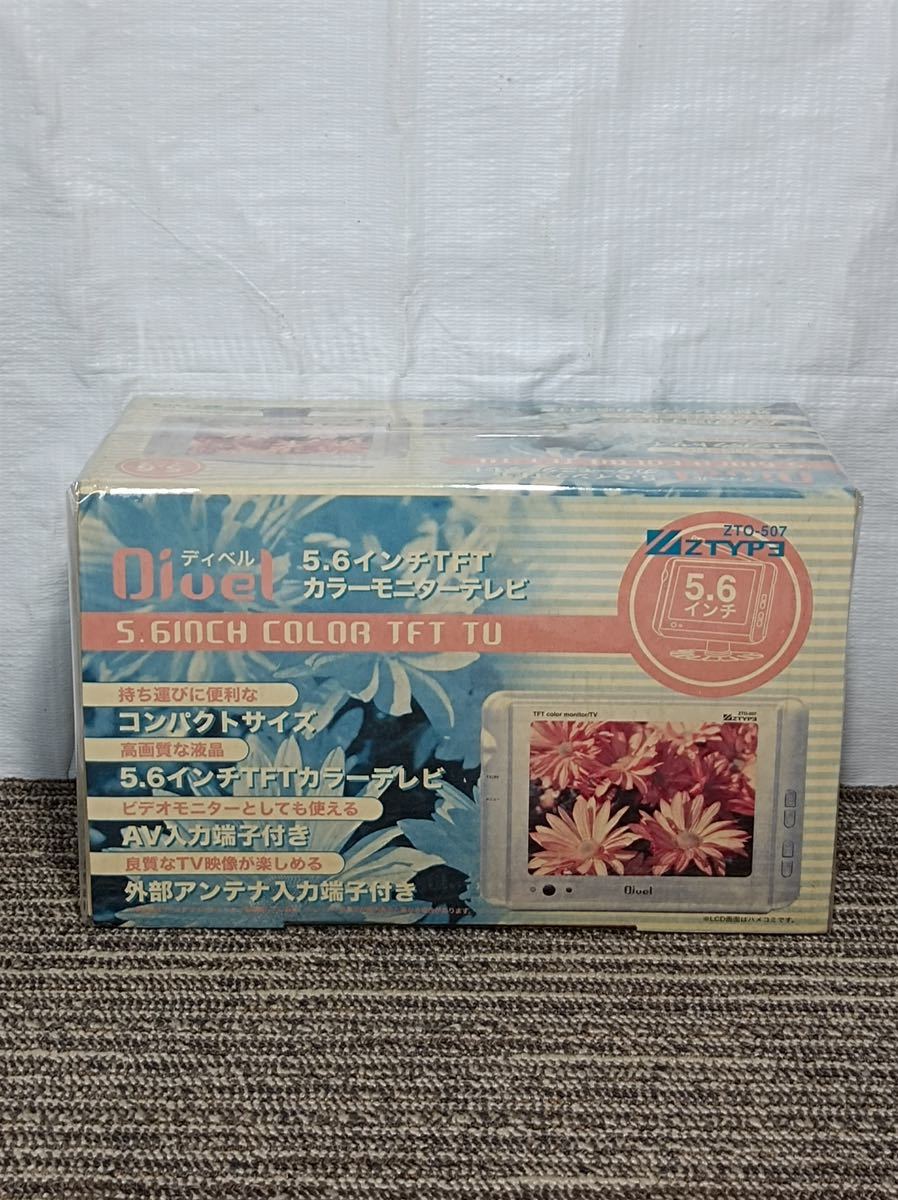 ディベル
Divel
5.6インチTFT
カラーモニターテレビ
ZTO-507
ZTYPE
5.6
インチ
5.6INCH COLOR TFT TV
持ち運びに便利な
コンパクトサイズ
高画質な液晶
5.6インチTFTカラーテレビ
ビデオモニターとしても使える
AV入力端子付き
良質なTV映像が楽しめる
外部アンテナ入力端子付き
TFT color monitor/TV
ZTO-507
ZTYPE
Divel
※LCD画面はハメコミです。